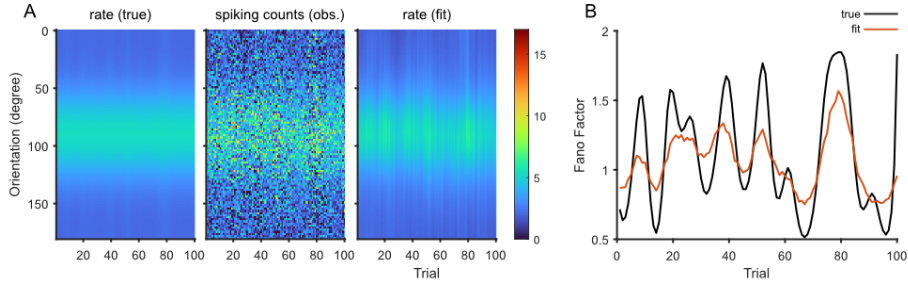 A
rate (true)
spiking counts (obs.)
rate (fit)
Orientation (degree)
0
50
100
150
20 40 60 80 100
20 40 60 80 100
20 40 60 80 100
Trial
15
10
5
0
B
true
fit
Fano Factor
2
1.5
1
0.5
0 20 40 60 80 100
Trial